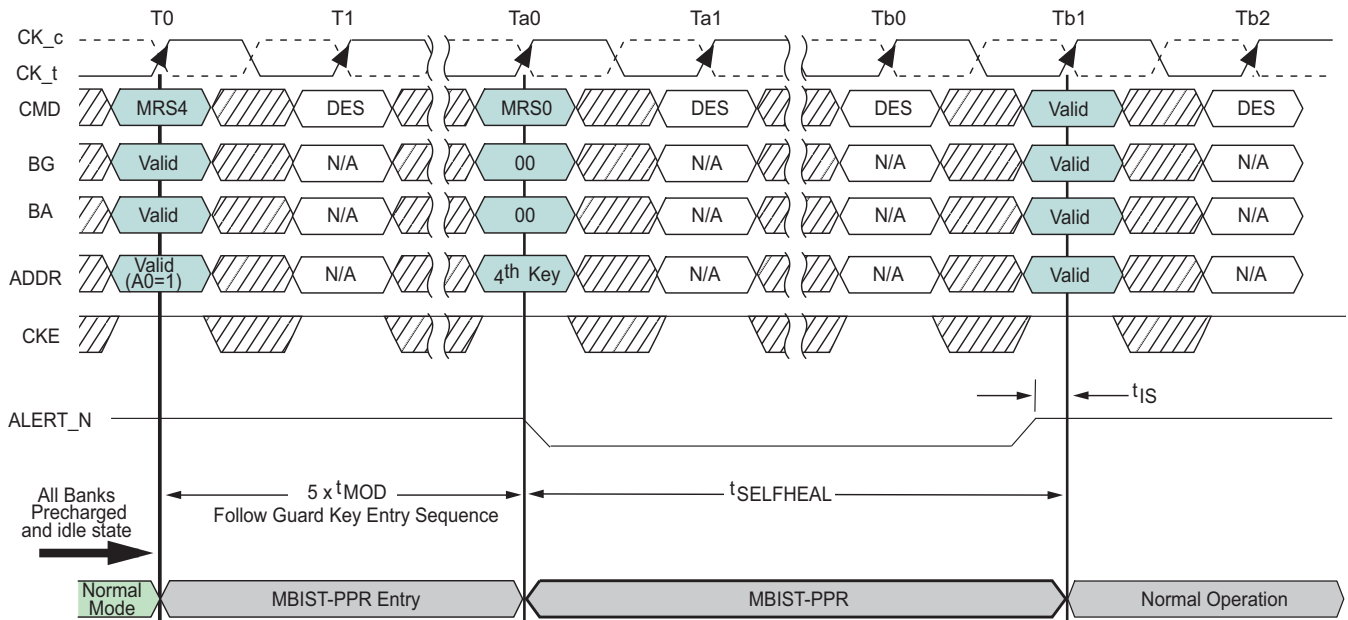 T0 T1 Ta0 Ta1 Tb0 Tb1 Tb2
CK_c
CK_t
CMD MRS4 DES MRS0 DES DES Valid DES
BG Valid N/A 00 N/A N/A Valid N/A
BA Valid N/A 00 N/A N/A Valid N/A
ADDR Valid (A0=1) N/A 4th Key N/A N/A Valid N/A
CKE
tIS
ALERT_N
All Banks
Precharged
and idle state
5 x tMOD
Follow Guard Key Entry Sequence
tSELFHEAL
Normal
Mode
MBIST-PPR Entry
MBIST-PPR
Normal Operation